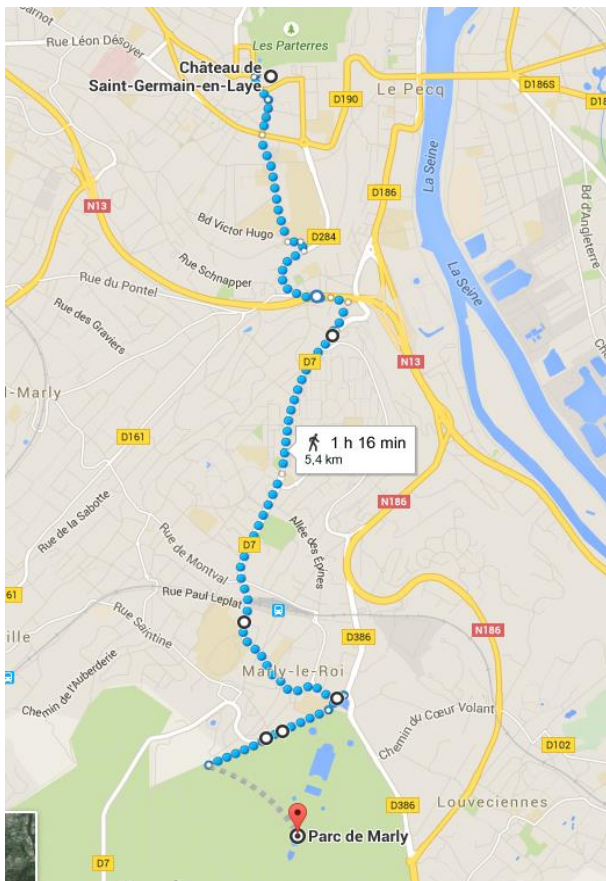 Carnot
Les Parterres
Rue Léon Désoyer
Château de
Saint-Germain-en-Laye
D186S
D190
Le Pecq
La Seine
D186
Bd d'Angleterre
N13
Bd Victor Hugo
D284
Rue Schnapper
La Seine
Rue du Pontel
Rue des Graviers
D7
N13
l-Marly
D161
1 h 16 min
5,4 km
N186
Rue de la Sabotte
Allée des Épines
D7
Rue de Montval
61
Rue Paul Leplat
Rue Saintine
ville
D386
N186
Marly-le-Roi
Chemin de l'Auberderie
Chemin du Cœur Volant
D102
D386
Louveciennes
Parc de Marly
D7